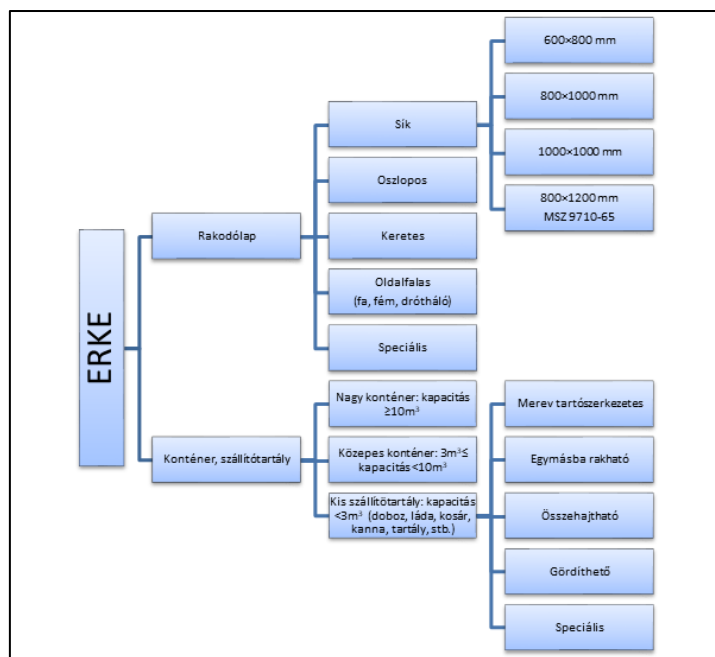 ERKE
Rakodólap
Sík
600×800 mm
800×1000 mm
1000×1000 mm
800×1200 mm
MSZ 9710-65
Oszlopos
Keretes
Oldalfalas
(fa, fém, drótháló)
Speciális
Konténer, szállítótartály
Nagy konténer: kapacitás
≥10m³
Közepes konténer: 3m³≤
kapacitás<10m³
Kis szállítótartály: kapacitás
<3m³ (doboz, láda, kosár,
kanna, tartály, stb.)
Merev tartószerkezetes
Egymásba rakható
Összehajtható
Gördíthető
Speciális